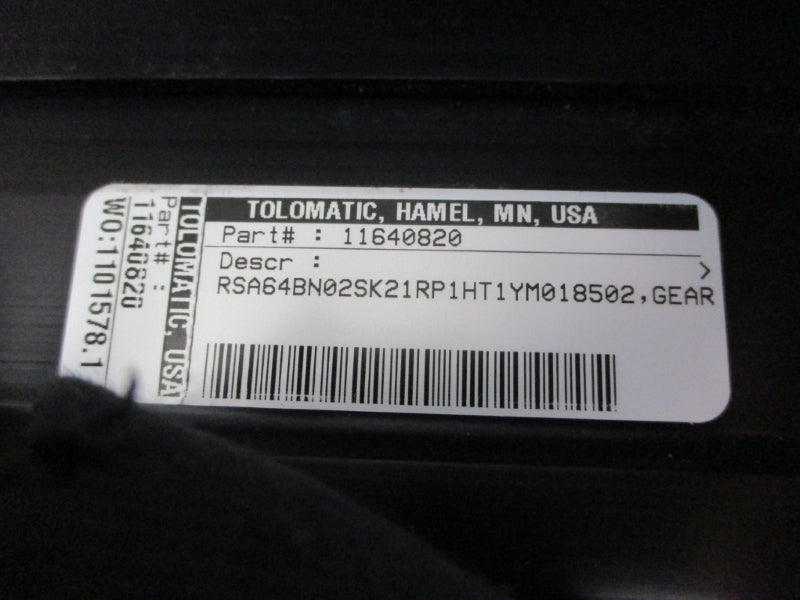 TOLOMATIC, HAMEL, MN, USA
Part# : 11640820
Descr :
>
RSA64BN02SK21RP1HT1YM018502,GEAR
TOLOMATIC, USA
Part# :
11640820
WO:1101578.1